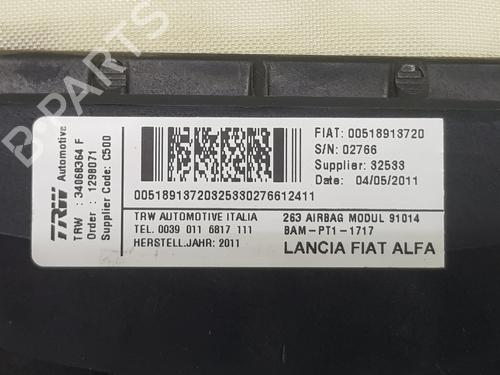 B-PARTS
TRW Automotive
TRW : 34068364 F
Order : 1298071
Supplier Code: C500
FIAT: 00518913720
S/N: 02766
Supplier: 32533
Date: 04/05/2011
00518913720325330276612411
TRW AUTOMOTIVE ITALIA
TEL. 0039 011 6817 111
HERSTELL.JAHR: 2011
263 AIRBAG MODUL 91014
BAM-PT1-1717
LANCIA FIAT ALFA